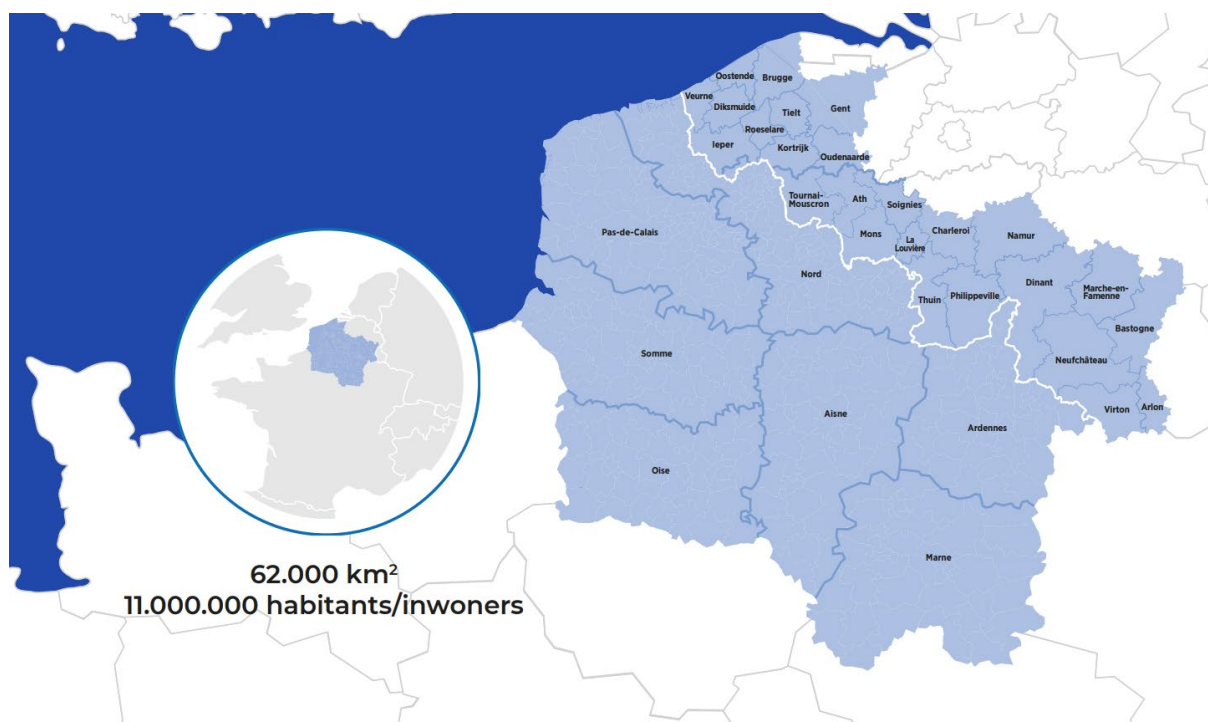 Oostende
Brugge
Veurne
Diksmuide
Tielt
Gent
Roeselare
Ieper
Kortrijk
Oudenaarde
Tournai-
Mouscron
Ath
Soignies
Pas-de-Calais
Mons
La
Louvière
Charleroi
Namur
Nord
Thuin
Philippeville
Dinant
Marche-en-
Famenne
Bastogne
Somme
Neufchâteau
Aisne
Virton
Arlon
Ardennes
Oise
Marne
62.000 km²
11.000.000 habitants/inwoners